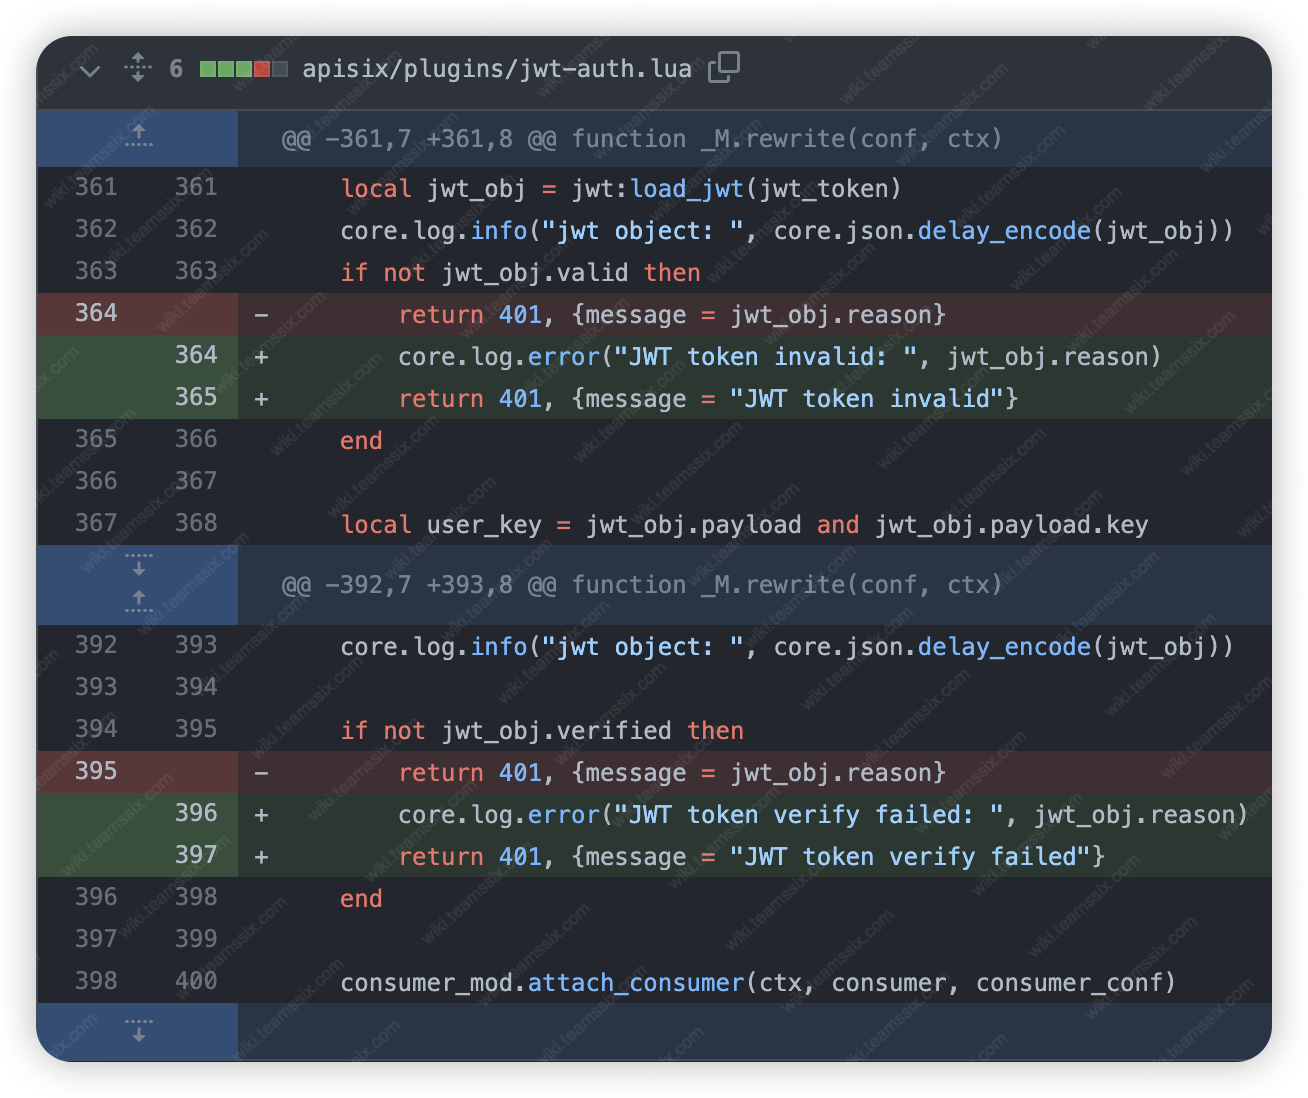 6 apisix/plugins/jwt-auth.lua
@@ -361,7 +361,8 @@ function _M.rewrite(conf, ctx)
361 361 local jwt_obj = jwt:load_jwt(jwt_token)
362 362 core.log.info("jwt object: ", core.json.delay_encode(jwt_obj))
363 363 if not jwt_obj.valid then
364 - return 401, {message = jwt_obj.reason}
364 + core.log.error("JWT token invalid: ", jwt_obj.reason)
365 + return 401, {message = "JWT token invalid"}
365 366 end
366 367
367 368 local user_key = jwt_obj.payload and jwt_obj.payload.key
@@ -392,7 +393,8 @@ function _M.rewrite(conf, ctx)
392 393 core.log.info("jwt object: ", core.json.delay_encode(jwt_obj))
393 394
394 395 if not jwt_obj.verified then
395 - return 401, {message = jwt_obj.reason}
396 + core.log.error("JWT token verify failed: ", jwt_obj.reason)
397 + return 401, {message = "JWT token verify failed"}
396 398 end
397 399
398 400 consumer_mod.attach_consumer(ctx, consumer, consumer_conf)
wiki.teamssix.com